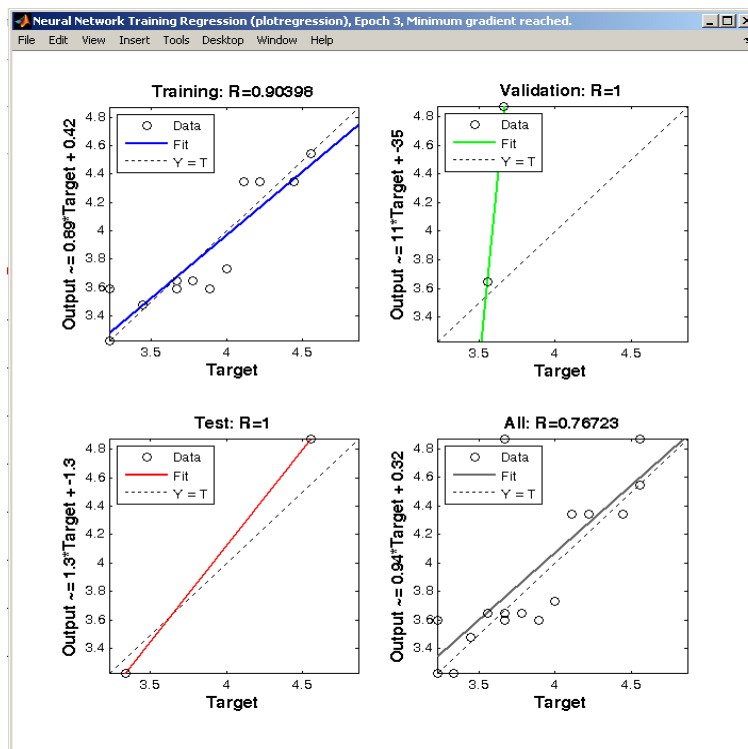 Neural Network Training Regression (plotregression), Epoch 3, Minimum gradient reached.
File Edit View Insert Tools Desktop Window Help
Training: R=0.90398
Output ~= 0.89*Target + 0.42
Data
Fit
Y = T
4.8
4.6
4.4
4.2
4
3.8
3.6
3.4
3.5
4
4.5
Target
Validation: R=1
Output ~= 11*Target + -35
Data
Fit
Y = T
4.8
4.6
4.4
4.2
4
3.8
3.6
3.4
3.5
4
4.5
Target
Test: R=1
Output ~= 1.3*Target + -1.3
Data
Fit
Y = T
4.8
4.6
4.4
4.2
4
3.8
3.6
3.4
3.5
4
4.5
Target
All: R=0.76723
Output ~= 0.94*Target + 0.32
Data
Fit
Y = T
4.8
4.6
4.4
4.2
4
3.8
3.6
3.4
3.5
4
4.5
Target